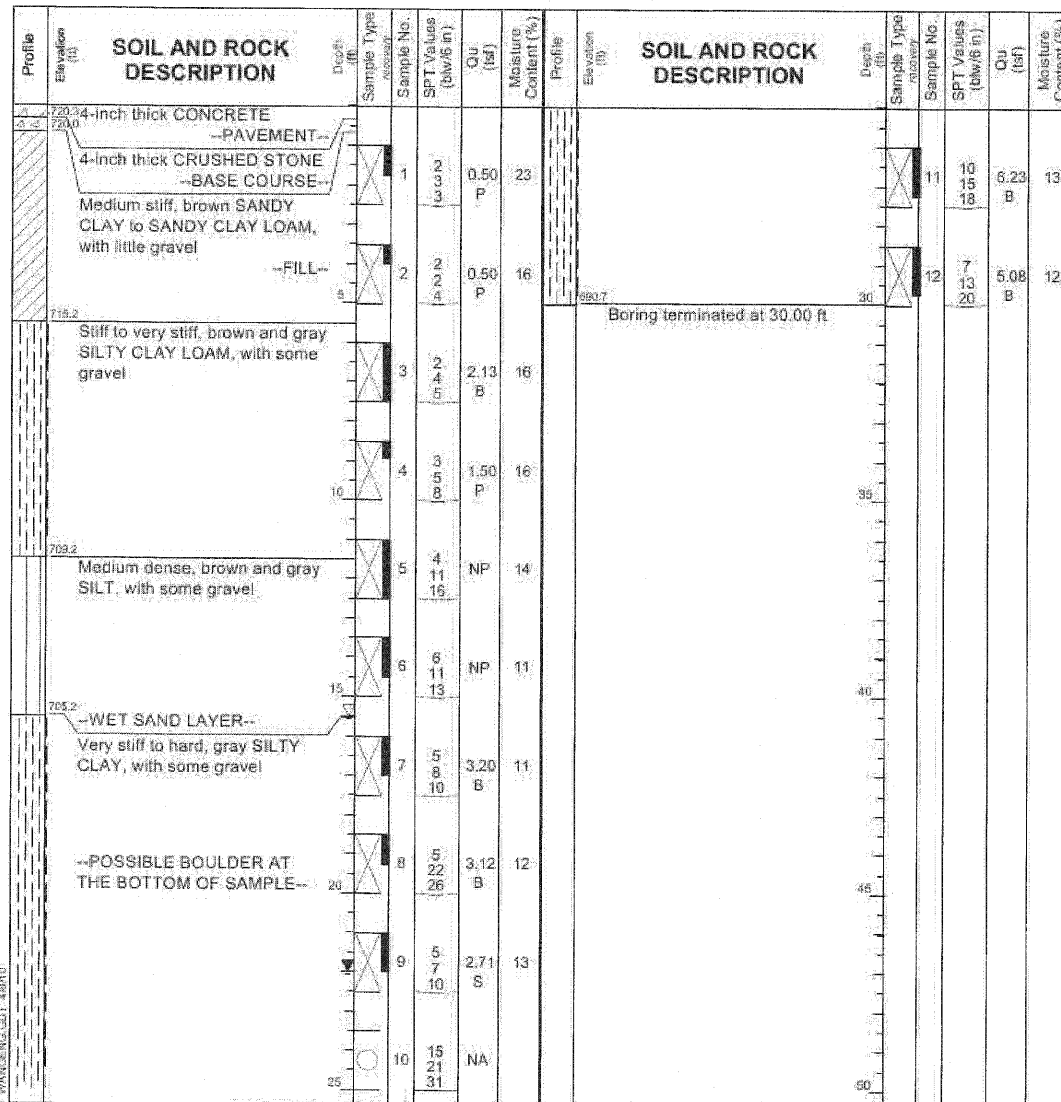 Profile
Elevation
(ft)
SOIL AND ROCK
DESCRIPTION
Depth
(ft)
Sample Type
recovery
Sample No.
SPT Values
(blw/6 in)
Qu
(tsf)
Moisture
Content (%)
Profile
Elevation
(ft)
SOIL AND ROCK
DESCRIPTION
Depth
(ft)
Sample Type
recovery
Sample No.
SPT Values
(blw/6 in)
Qu
(tsf)
Moisture
Content (%)
720.3 4-inch thick CONCRETE
720.0 --PAVEMENT--
4-inch thick CRUSHED STONE
--BASE COURSE--
Medium stiff, brown SANDY
CLAY to SANDY CLAY LOAM,
with little gravel
--FILL--
1
2
3
3
0.50
P
23
2
2
2
4
0.50
P
16
5
715.2
Stiff to very stiff, brown and gray
SILTY CLAY LOAM, with some
gravel
3
2
4
5
2.13
B
16
4
3
5
8
1.50
P
16
10
709.2
Medium dense, brown and gray
SILT, with some gravel
5
4
11
16
NP
14
6
6
11
13
NP
11
15
705.2
--WET SAND LAYER--
Very stiff to hard, gray SILTY
CLAY, with some gravel
7
5
8
10
3.20
B
11
--POSSIBLE BOULDER AT
THE BOTTOM OF SAMPLE--
20
8
5
22
26
3.12
B
12
9
5
7
10
2.71
S
13
10
15
21
31
NA
25
11
10
15
18
6.23
B
13
12
7
13
20
5.08
B
12
690.7
30
Boring terminated at 30.00 ft
35
40
45
50